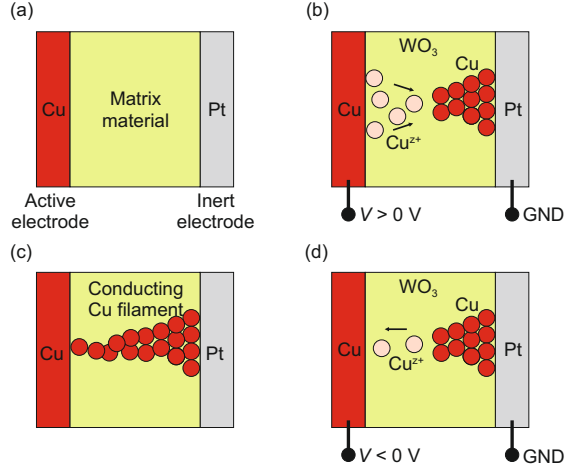 (a)
Cu
Matrix
material
Pt
Active
electrode
Inert
electrode
(b)
WO₃
Cu
Cu
Pt
Cuᶻ⁺
V > 0 V
GND
(c)
Conducting
Cu filament
Cu
Pt
(d)
WO₃
Cu
Cu
Pt
Cuᶻ⁺
V < 0 V
GND